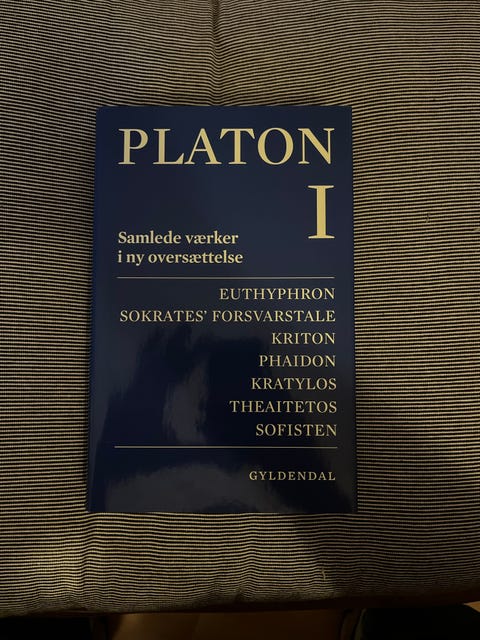 PLATON
I
Samlede værker
i ny oversættelse
EUTHYPHRON
SOKRATES’ FORSVARSTALE
KRITON
PHAIDON
KRATYLOS
THEAITETOS
SOFISTEN
GYLDENDAL